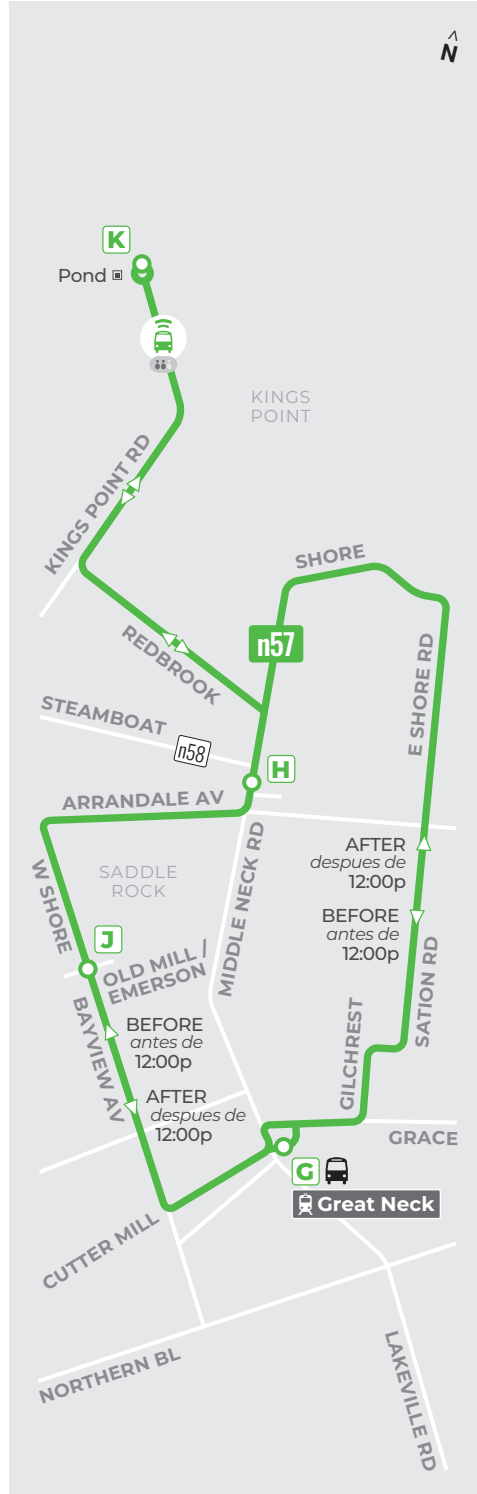 N
K
Pond
KINGS
POINT
KINGS POINT RD
SHORE
n57
REDBROOK
E SHORE RD
STEAMBOAT
n58
H
ARRANDALE AV
MIDDLE NECK RD
AFTER
despues de
12:00p
SADDLE
ROCK
W SHORE
BEFORE
antes de
12:00p
J
OLD MILL /
EMERSON
SATION RD
BAYVIEW AV
BEFORE
antes de
12:00p
GILCHREST
AFTER
despues de
12:00p
GRACE
G
Great Neck
CUTTER MILL
NORTHERN BL
LAKEVILLE RD